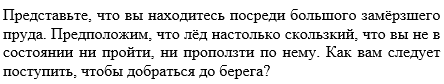 Представьте, что вы находитесь посреди большого замёрзшего
пруда. Предположим, что лёд настолько скользкий, что вы не в
состоянии ни пройти, ни проползти по нему. Как вам следует
поступить, чтобы добраться до берега?